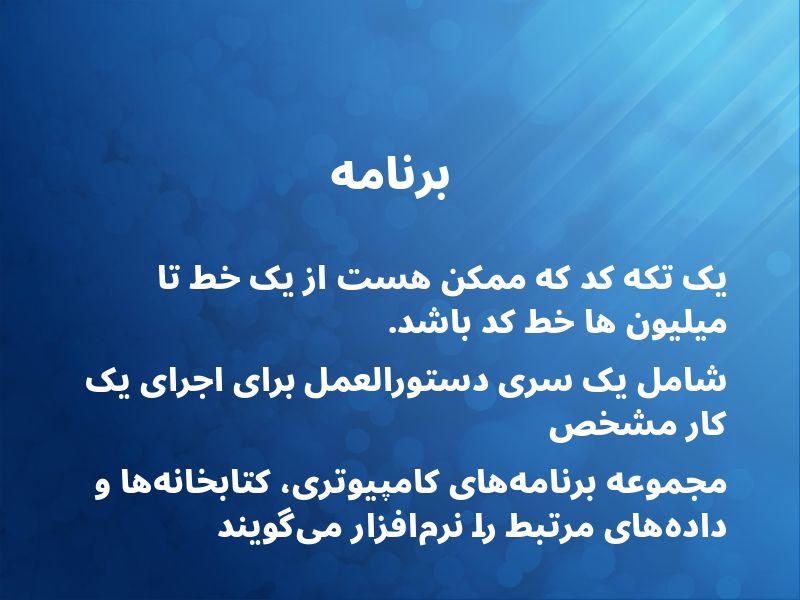 برنامه
یک تکه کد که ممکن هست از یک خط تا
میلیون ها خط کد باشد.
شامل یک سری دستورالعمل برای اجرای یک
کار مشخص
مجموعه برنامه‌های کامپیوتری، کتابخانه‌ها و
داده‌های مرتبط را نرم‌افزار می‌گویند